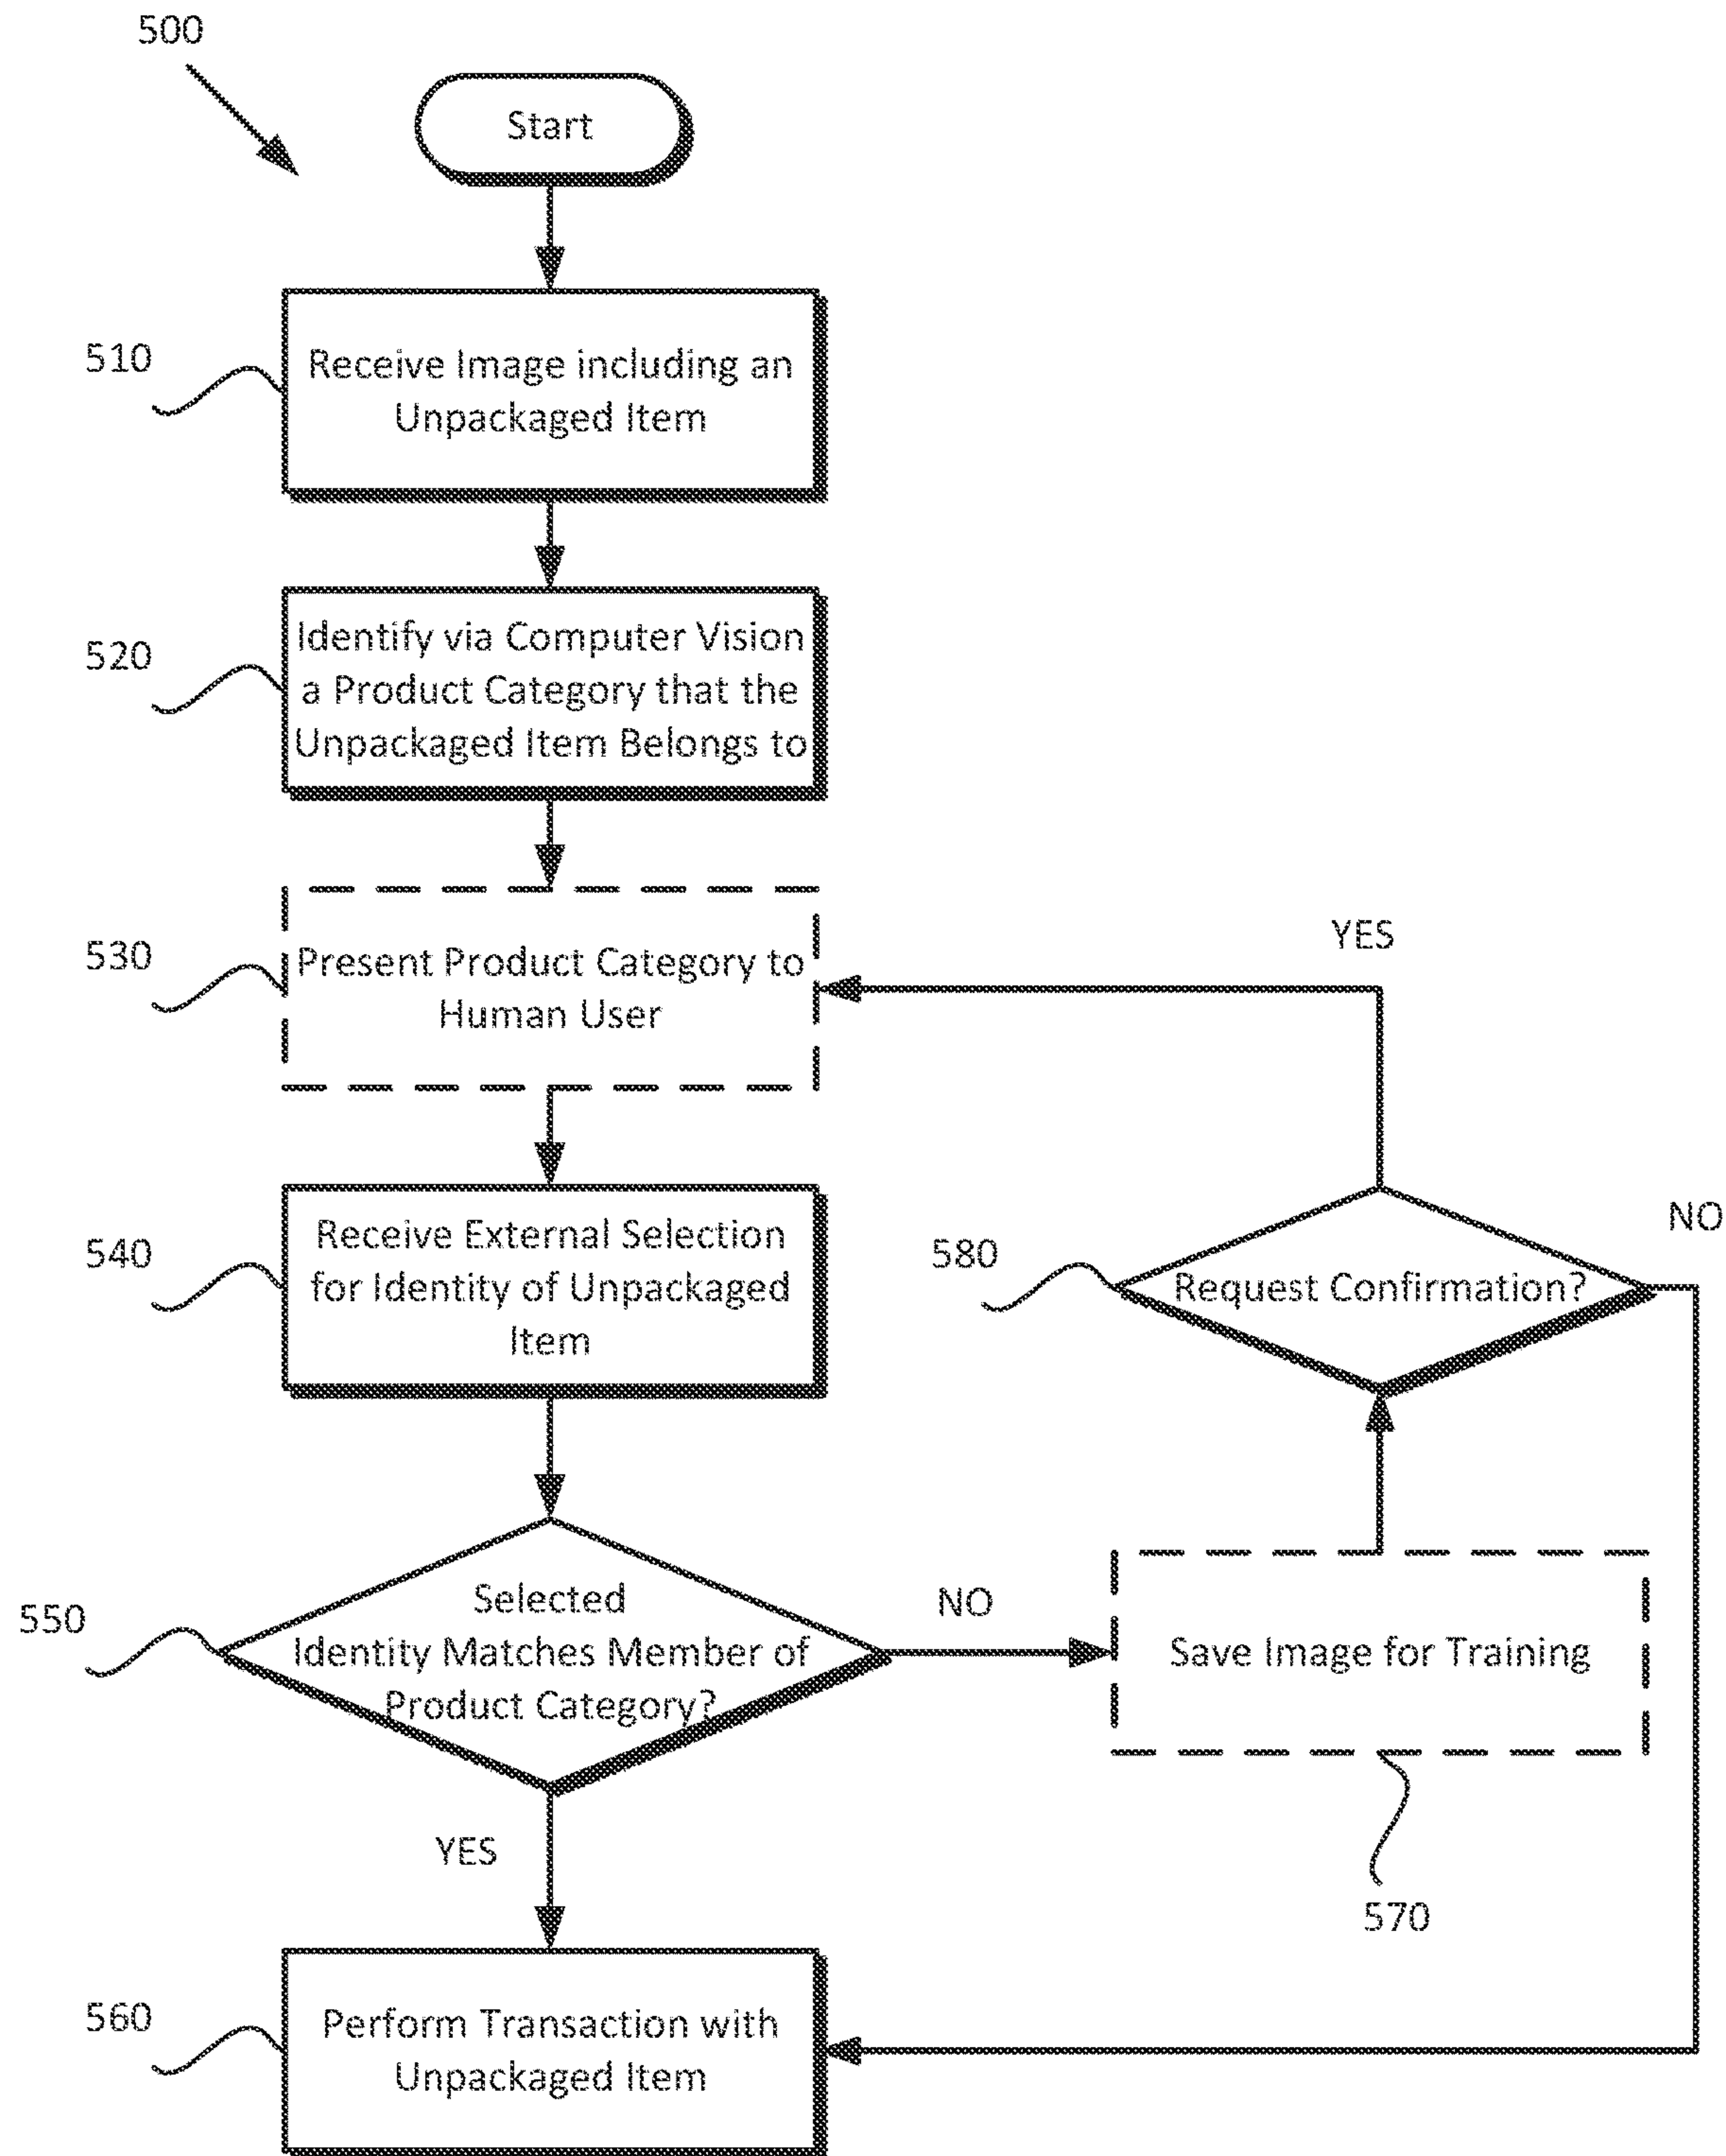 500
Start
510
Receive Image including an
Unpackaged Item
520
Identify via Computer Vision
a Product Category that the
Unpackaged Item Belongs to
530
Present Product Category to
Human User
YES
540
Receive External Selection
for Identity of Unpackaged
Item
580
Request Confirmation?
NO
550
Selected
Identity Matches Member of
Product Category?
NO
Save Image for Training
YES
570
560
Perform Transaction with
Unpackaged Item